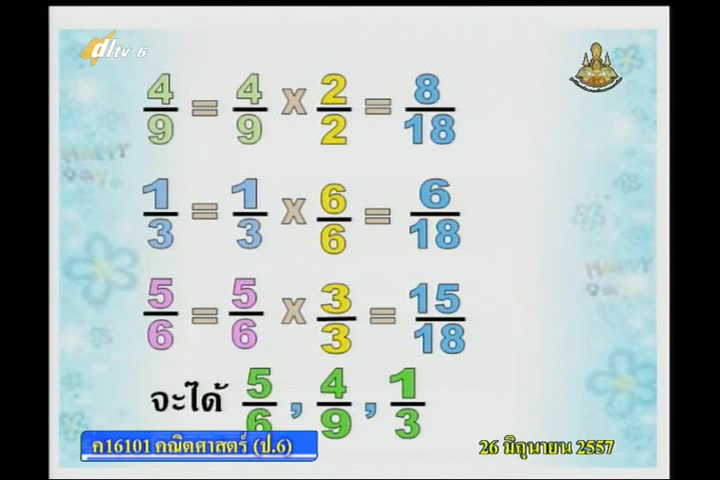 dltv 6
4/9 = 4/9 x 2/2 = 8/18
HAPPY DAY.
1/3 = 1/3 x 6/6 = 6/18
5/6 = 5/6 x 3/3 = 15/18
จะได้ 5/6 , 4/9 , 1/3
ค16101 คณิตศาสตร์ (ป.6)
26 มิถุนายน 2557